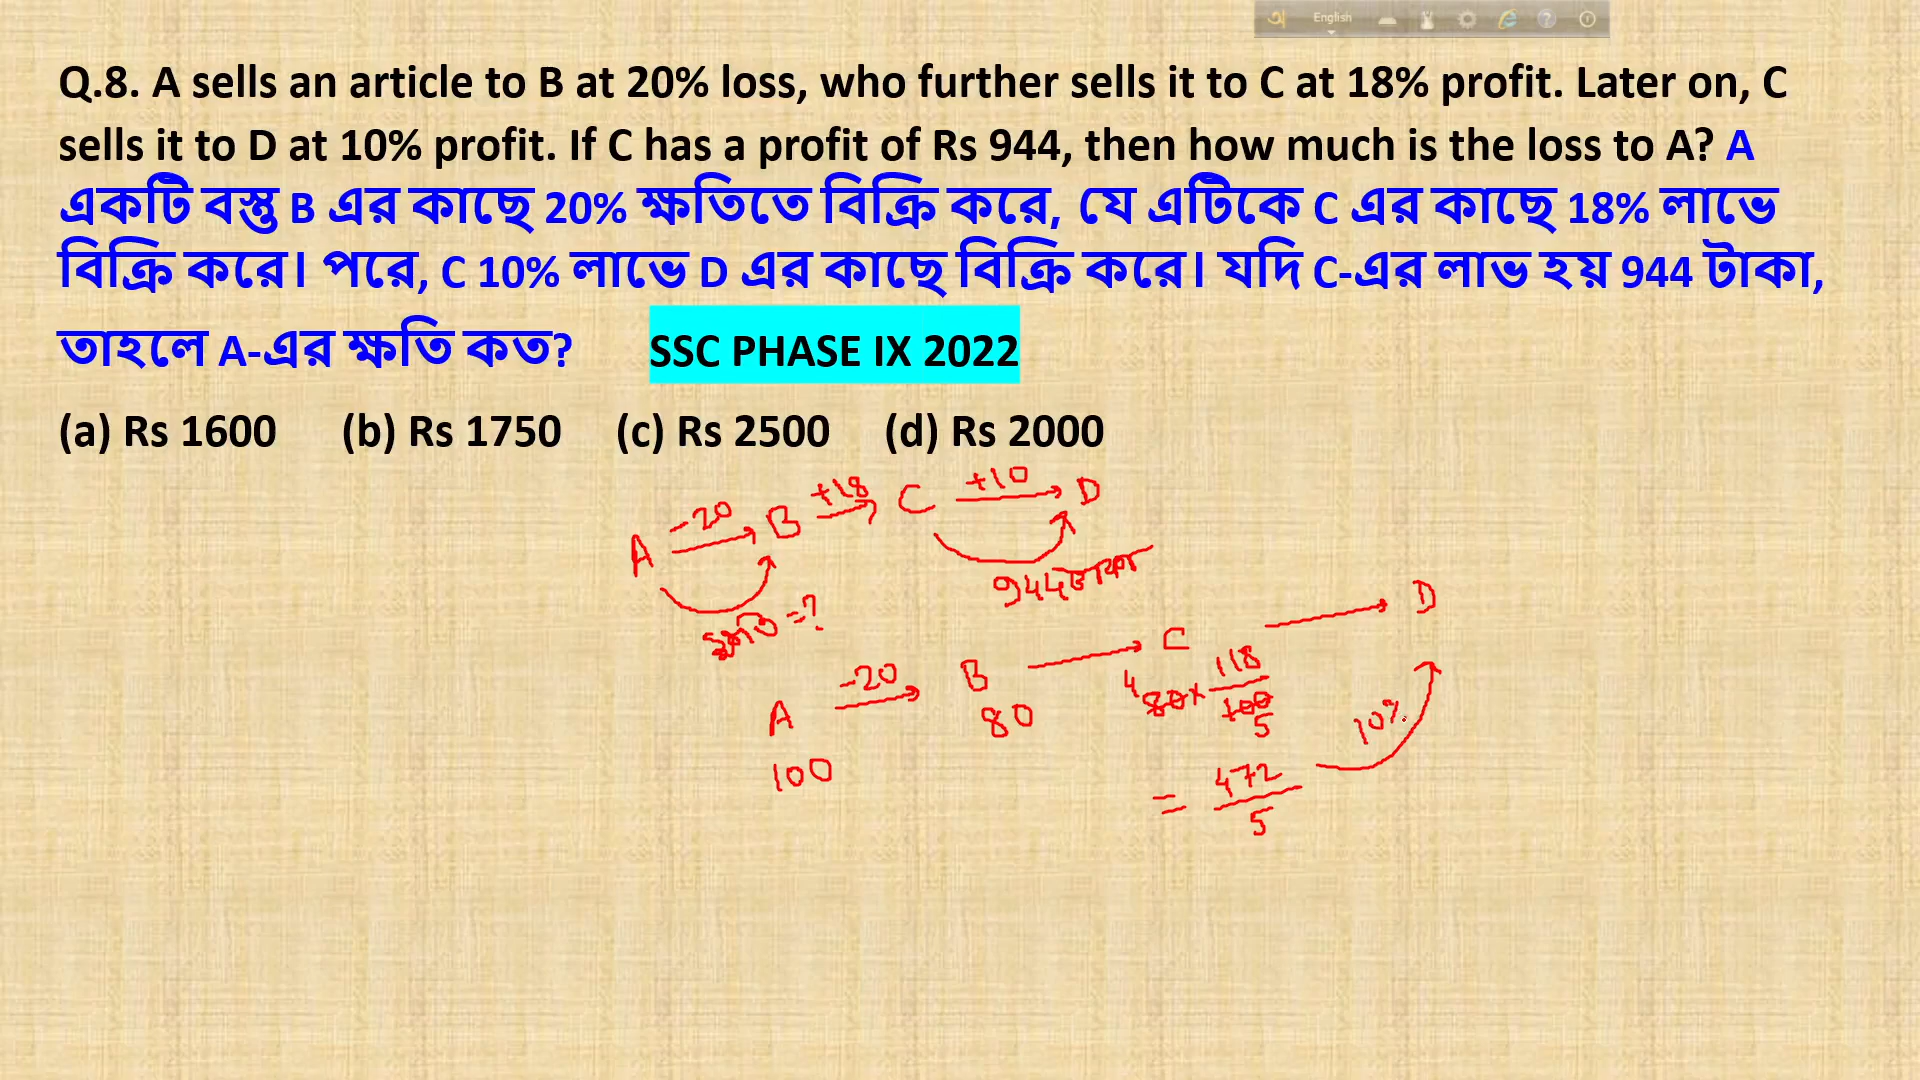 English
Q.8. A sells an article to B at 20% loss, who further sells it to C at 18% profit. Later on, C
sells it to D at 10% profit. If C has a profit of Rs 944, then how much is the loss to A? A
একটি বস্তু B এর কাছে 20% ক্ষতিতে বিক্রি করে, যে এটিকে C এর কাছে 18% লাভে
বিক্রি করে। পরে, C 10% লাভে D এর কাছে বিক্রি করে। যদি C-এর লাভ হয় 944 টাকা,
তাহলে A-এর ক্ষতি কত? SSC PHASE IX 2022
(a) Rs 1600 (b) Rs 1750 (c) Rs 2500 (d) Rs 2000
A -20 B +18 C +10 D
944 টাকা
ক্ষতি =?
A -20 B C D
100 80 4 80 × 118/100 5 10%
= 472/5